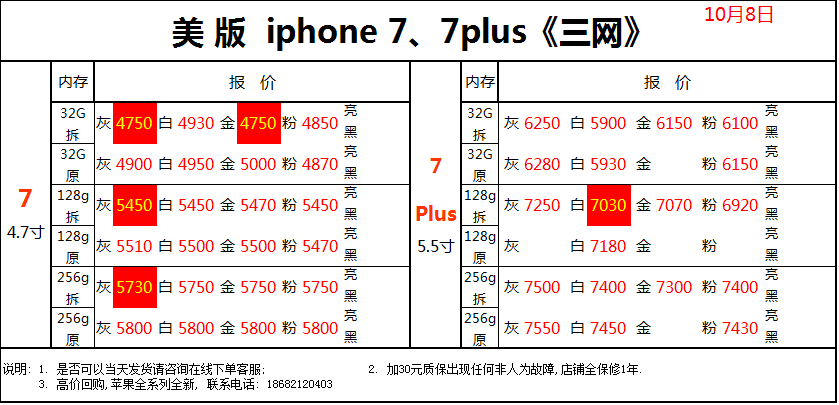 美 版 iphone 7、7plus《三网》
10月8日
内存 报 价 内存 报 价
7
4.7寸
32G拆 灰 4750 白 4930 金 4750 粉 4850 亮 黑
32G原 灰 4900 白 4950 金 5000 粉 4870 亮 黑
128g拆 灰 5450 白 5450 金 5470 粉 5450 亮 黑
128g原 灰 5510 白 5500 金 5500 粉 5470 亮 黑
256g拆 灰 5730 白 5750 金 5750 粉 5750 亮 黑
256g原 灰 5800 白 5800 金 5800 粉 5800 亮 黑
7
Plus
5.5寸
32G拆 灰 6250 白 5900 金 6150 粉 6100 亮 黑
32G原 灰 6280 白 5930 金 粉 6150 亮 黑
128g拆 灰 7250 白 7030 金 7070 粉 6920 亮 黑
128g原 灰 白 7180 金 粉 亮 黑
256g拆 灰 7500 白 7400 金 7300 粉 7400 亮 黑
256g原 灰 7550 白 7450 金 粉 7430 亮 黑
说明: 1. 是否可以当天发货请咨询在线下单客服; 2. 加30元质保出现任何非人为故障,店铺全保修1年.
3. 高价回购,苹果全系列全新, 联系电话: 18682120403